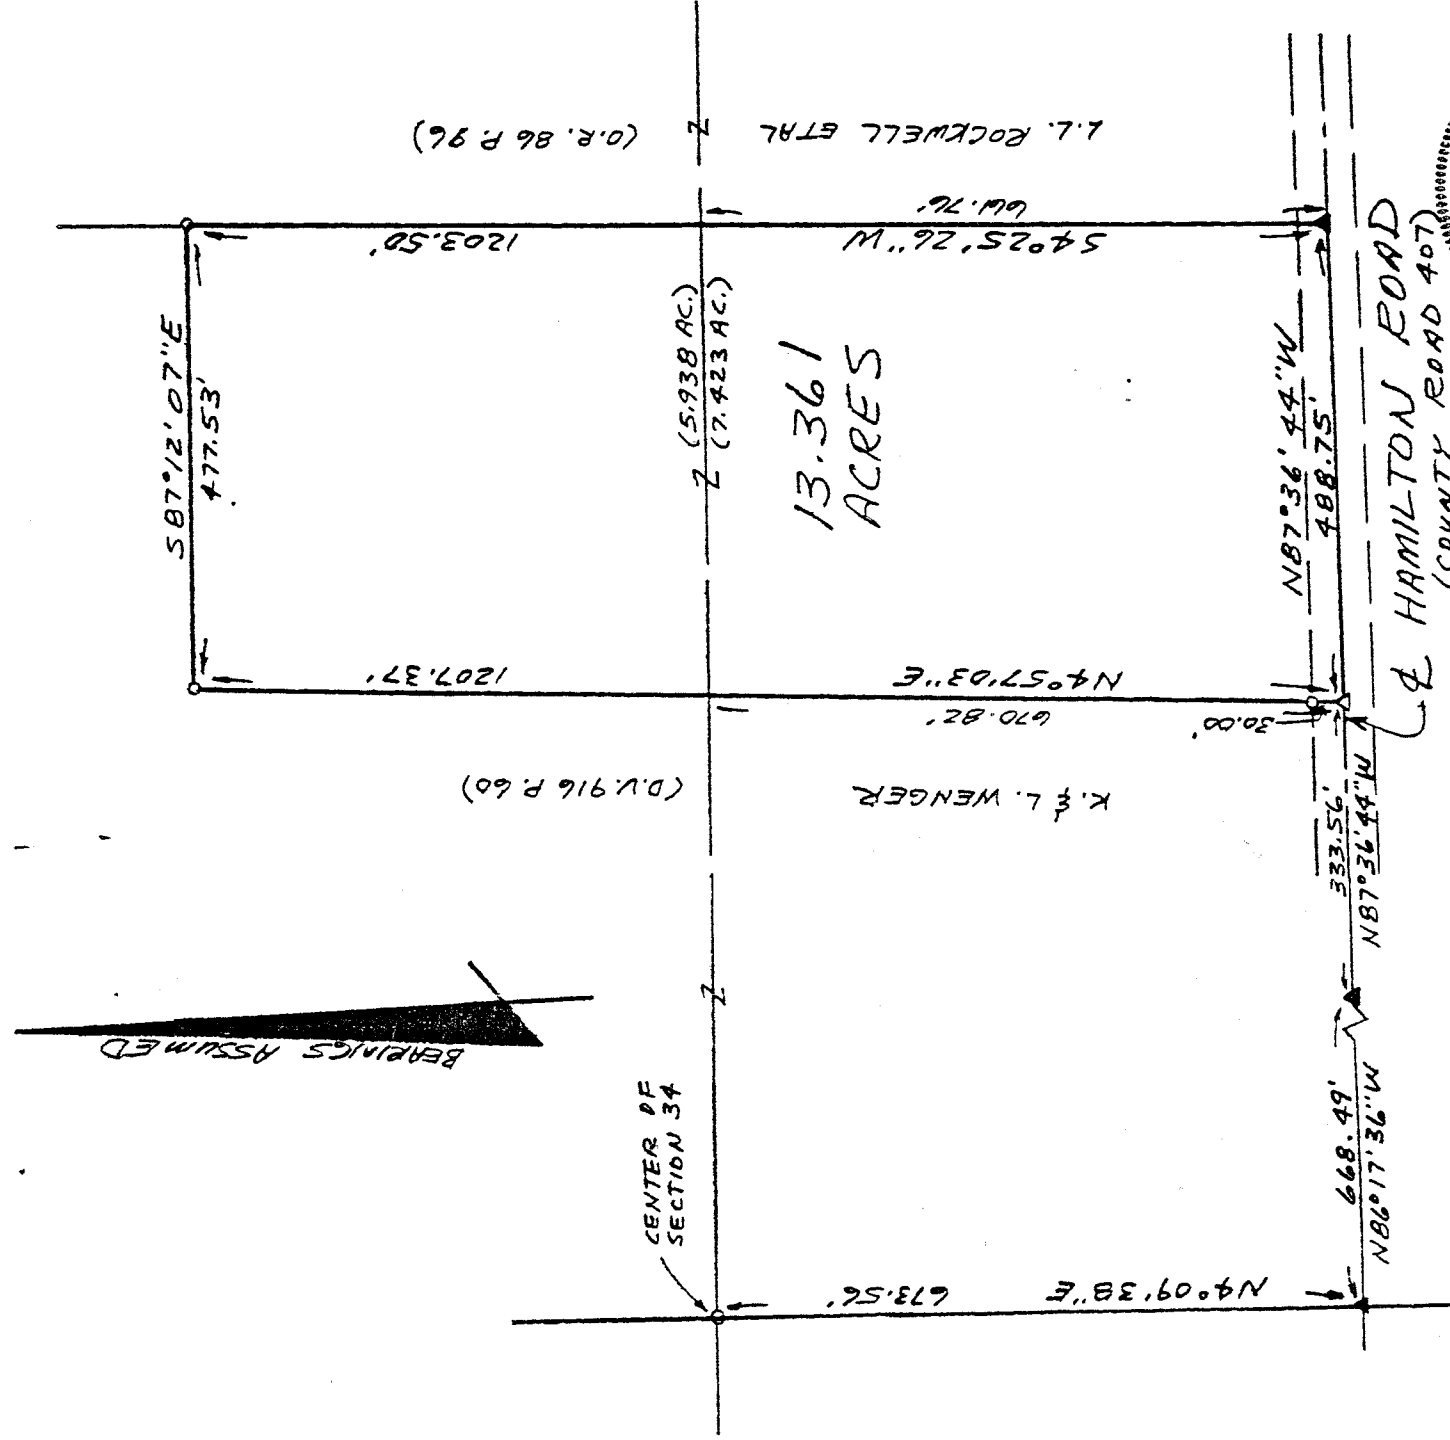 L.L. ROCKWELL ETAL (O.R. 86 P. 96)
661.76'
S4°25'26"W 1203.50'
S87°12'07"E
477.53'
(5.938 AC.)
(7.423 AC.)
13.361
ACRES
N87°36'44"W
488.75'
HAMILTON ROAD
(COUNTY ROAD 407)
N4°57'03"E 1207.37'
670.82'
30.00'
K. & L. WENGER (D.V. 916 P. 60)
333.56'
N87°36'44"W
BEARINGS ASSUMED
CENTER OF
SECTION 34
668.49'
N86°17'36"W
N4°09'38"E 673.56'